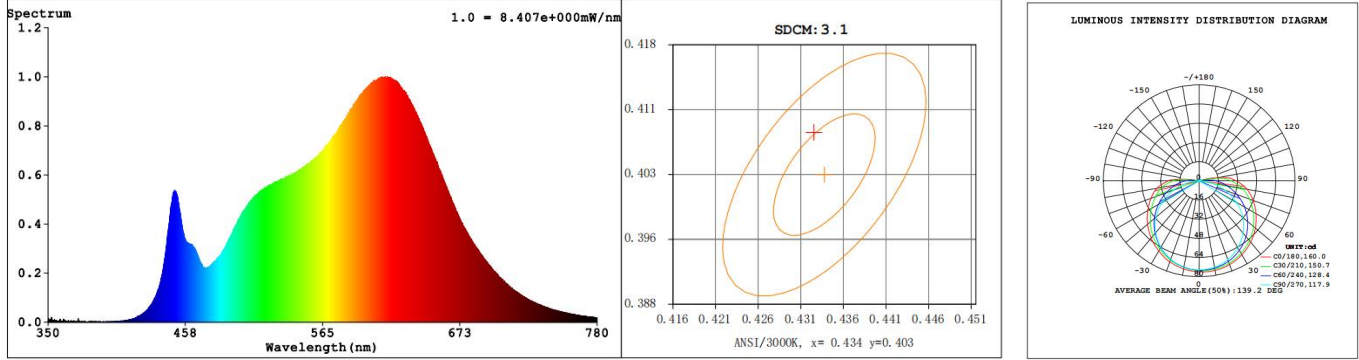 Spectrum
1.0 = 8.407e+000mW/nm
1.2
1.0
0.8
0.6
0.4
0.2
0.0
350 458 565 673 780
Wavelength(nm)
SDCM:3.1
0.418
0.411
0.403
0.396
0.388
0.416 0.421 0.426 0.431 0.436 0.441 0.446 0.451
ANSI/3000K, x= 0.434 y=0.403
LUMINOUS INTENSITY DISTRIBUTION DIAGRAM
-/+180
-150 150
-120 120
-90 0 90
16
32
-60 48 60
UNIT:cd
64
-30 30
80
0
C0/180,160.0
C30/210,150.7
C60/240,128.4
C90/270,117.9
AVERAGE BEAM ANGLE(50%):139.2 DEG